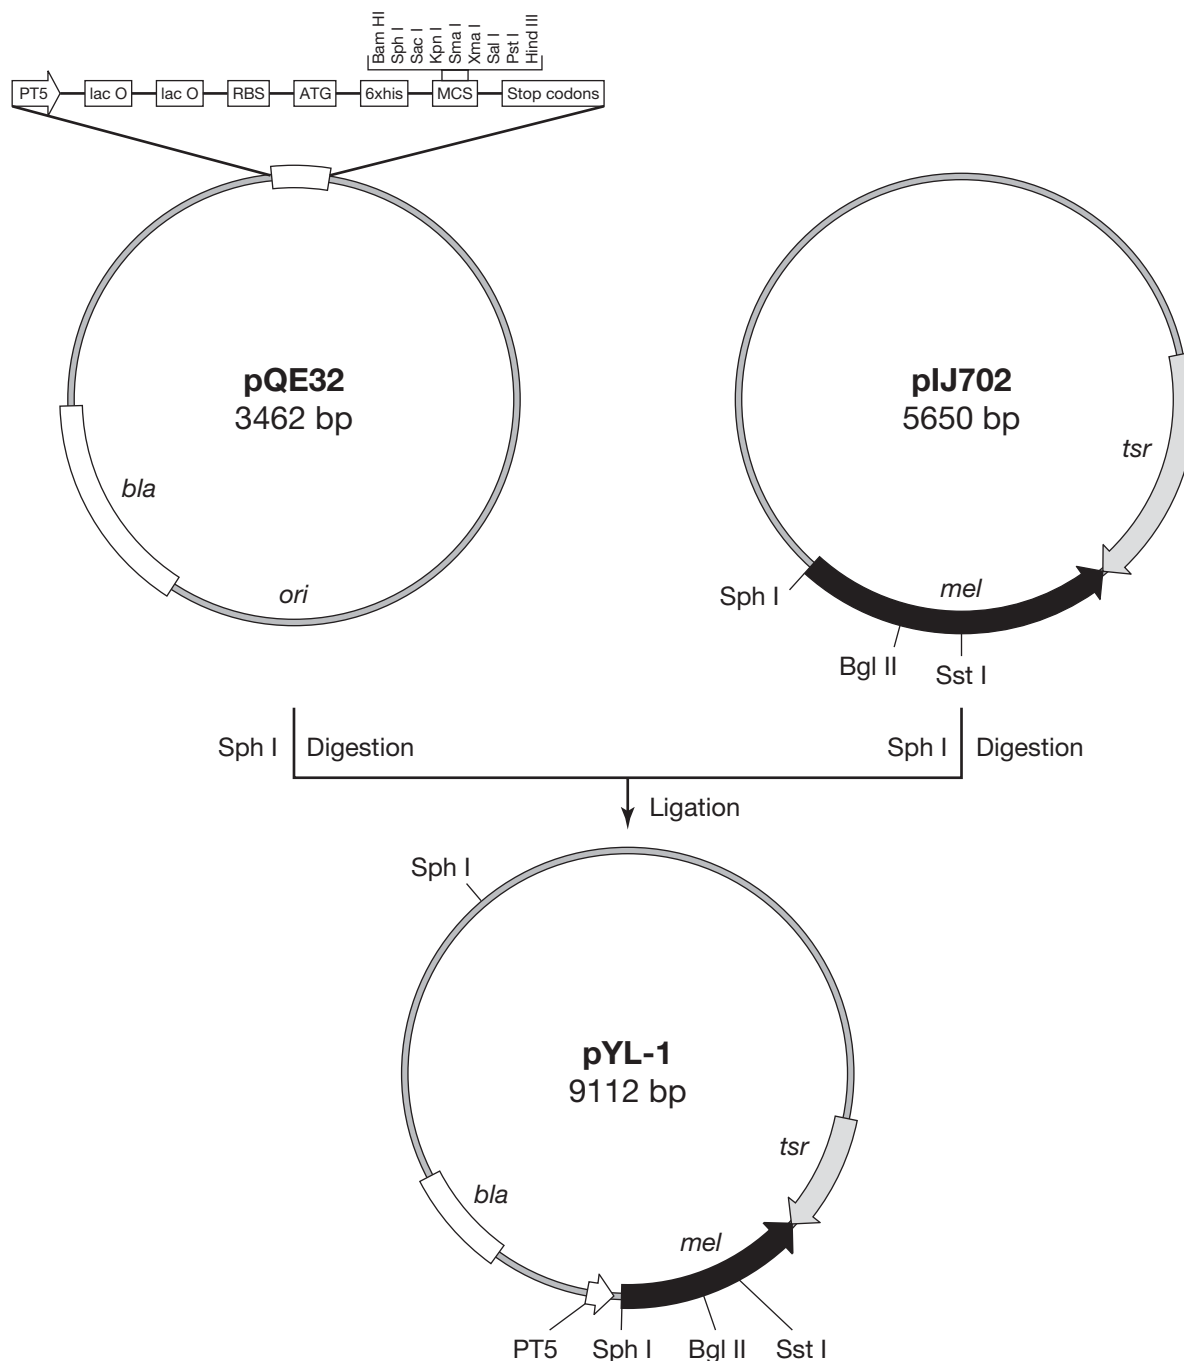 Bam HI
Sph I
Sac I
Kpn I
Sma I
Xma I
Sal I
Pst I
Hind III
PT5 lac O lac O RBS ATG 6xhis MCS Stop codons
pQE32
3462 bp
bla
ori
pIJ702
5650 bp
tsr
mel
Sph I
Bgl II
Sst I
Sph I Digestion
Sph I Digestion
Ligation
Sph I
pYL-1
9112 bp
tsr
bla
mel
PT5 Sph I Bgl II Sst I